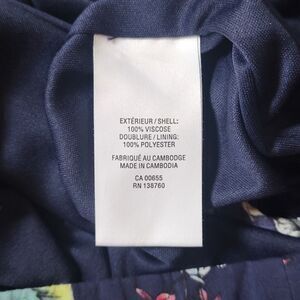 EXTÉRIEUR / SHELL:
100% VISCOSE
DOUBLURE / LINING:
100% POLYESTER
FABRIQUÉ AU CAMBODGE
MADE IN CAMBODIA
CA 00655
RN 138760